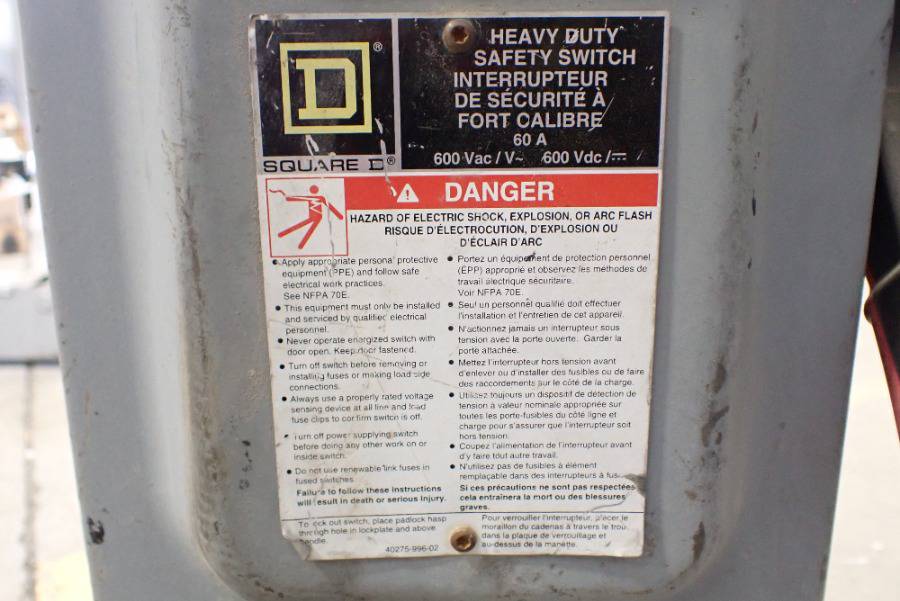 HEAVY DUTY
SAFETY SWITCH
INTERRUPTEUR
DE SÉCURITÉ À
FORT CALIBRE
60 A
600 Vac / V~ 600 Vdc /⎓
D®
SQUARE D®
⚠ DANGER
HAZARD OF ELECTRIC SHOCK, EXPLOSION, OR ARC FLASH
RISQUE D'ÉLECTROCUTION, D'EXPLOSION OU
D'ÉCLAIR D'ARC
• Apply appropriate personal protective
equipment (PPE) and follow safe
electrical work practices.
See NFPA 70E.
• This equipment must only be installed
and serviced by qualified electrical
personnel.
• Never operate energized switch with
door open. Keep door fastened.
• Turn off switch before removing or
installing fuses or making load side
connections.
• Always use a properly rated voltage
sensing device at all line and load
fuse clips to confirm switch is off.
• Turn off power supplying switch
before doing any other work on or
inside switch.
• Do not use renewable link fuses in
fused switches.
Failure to follow these instructions
will result in death or serious injury.
• Portez un équipement de protection personnel
(ÉPP) approprié et observez les méthodes de
travail électrique sécuritaire.
Voir NFPA 70E.
• Seul un personnel qualifié doit effectuer
l'installation et l'entretien de cet appareil.
• N'actionnez jamais un interrupteur sous
tension avec la porte ouverte. Garder la
porte attachée.
• Mettez l'interrupteur hors tension avant
d'enlever ou d'installer des fusibles ou de faire
des raccordements sur le côté de la charge.
• Utilisez toujours un dispositif de détection de
tension à valeur nominale appropriée sur
toutes les porte-fusibles du côté ligne et
charge pour s'assurer que l'interrupteur soit
hors tension.
• Coupez l'alimentation de l'interrupteur avant
d'y faire tout autre travail.
• N'utilisez pas de fusibles à élément
remplaçable dans des interrupteurs à
Si ces précautions ne sont pas respectées
cela entraînera la mort ou des blessures
graves.
To lock out switch, place padlock hasp
through hole in lockplate and above
handle.
40275-996-02
Pour verrouiller l'interrupteur, placer le
moraillon du cadenas à travers le trou
dans la plaque de verrouillage et
au-dessus de la manette.